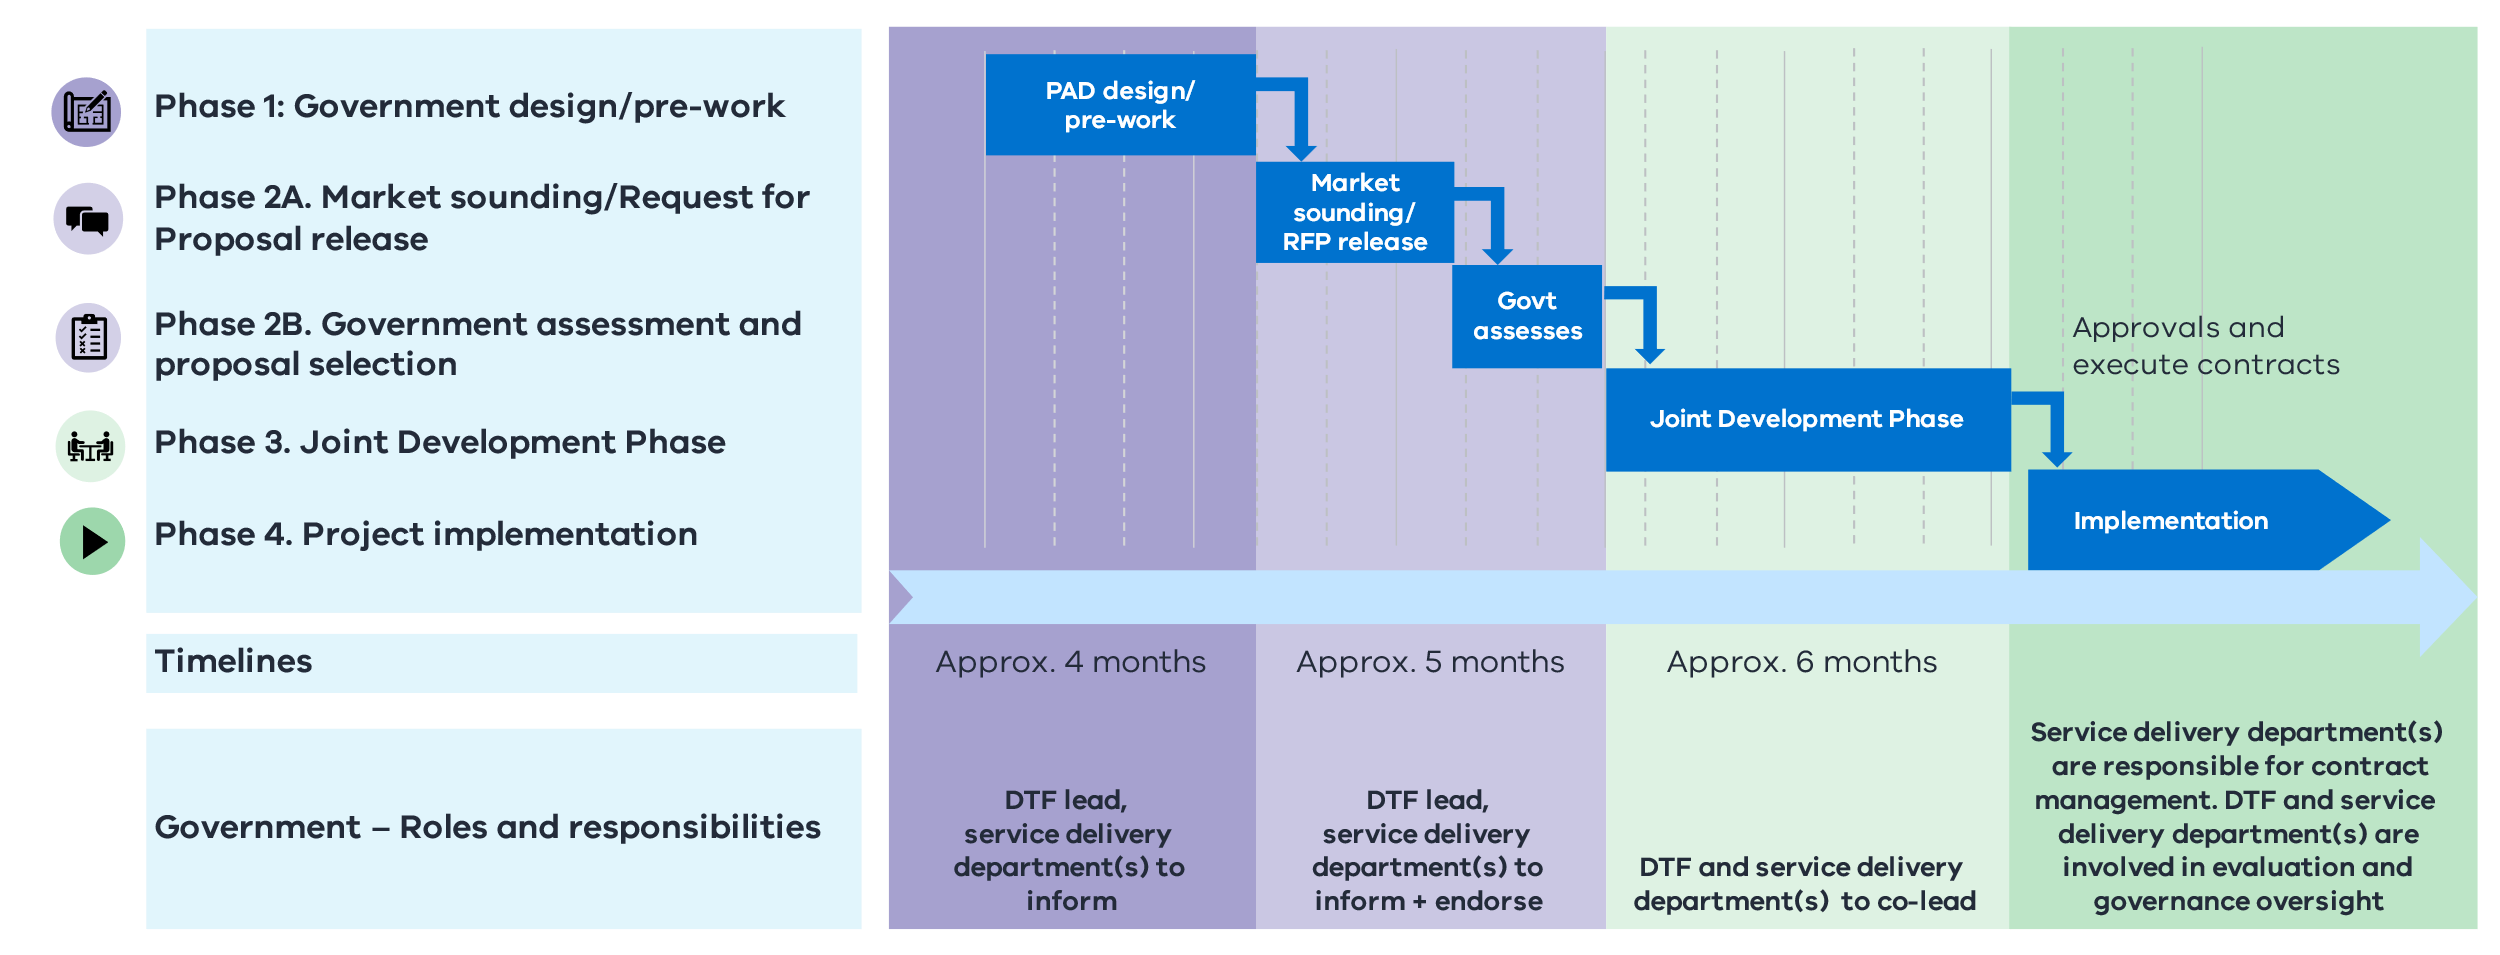 Phase 1: Government design/pre-work
Phase 2A. Market sounding/Request for
Proposal release
Phase 2B. Government assessment and
proposal selection
Phase 3. Joint Development Phase
Phase 4. Project implementation
PAD design/
pre-work
Market
sounding/
RFP release
Govt
assesses
Joint Development Phase
Approvals and
execute contracts
Implementation
Timelines
Approx. 4 months
Approx. 5 months
Approx. 6 months
Government – Roles and responsibilities
DTF lead,
service delivery
department(s) to
inform
DTF lead,
service delivery
department(s) to
inform + endorse
DTF and service delivery
department(s) to co-lead
Service delivery department(s)
are responsible for contract
management. DTF and service
delivery department(s) are
involved in evaluation and
governance oversight